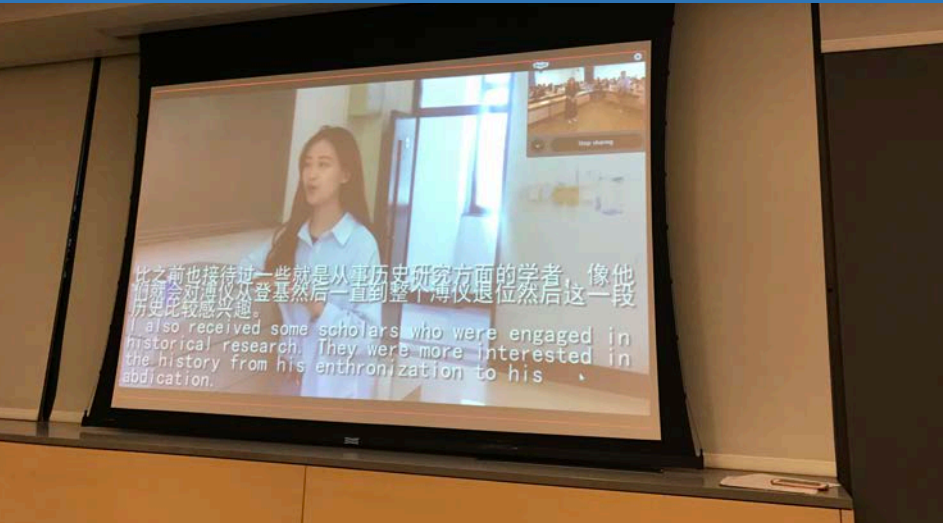 Stop sharing
比之前也接待过一些就是从事历史研究方面的学者，像他
们就会对溥仪从登基然后一直到整个溥仪退位然后这一段
历史比较感兴趣。
I also received some scholars who were engaged in
historical research. They were more interested in
the history from his enthronization to his
abdication.